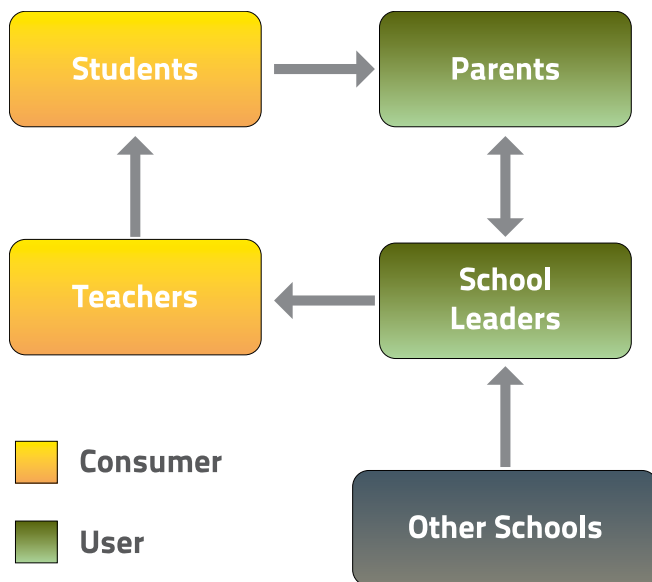 Students
Parents
Teachers
School
Leaders
Consumer
User
Other Schools